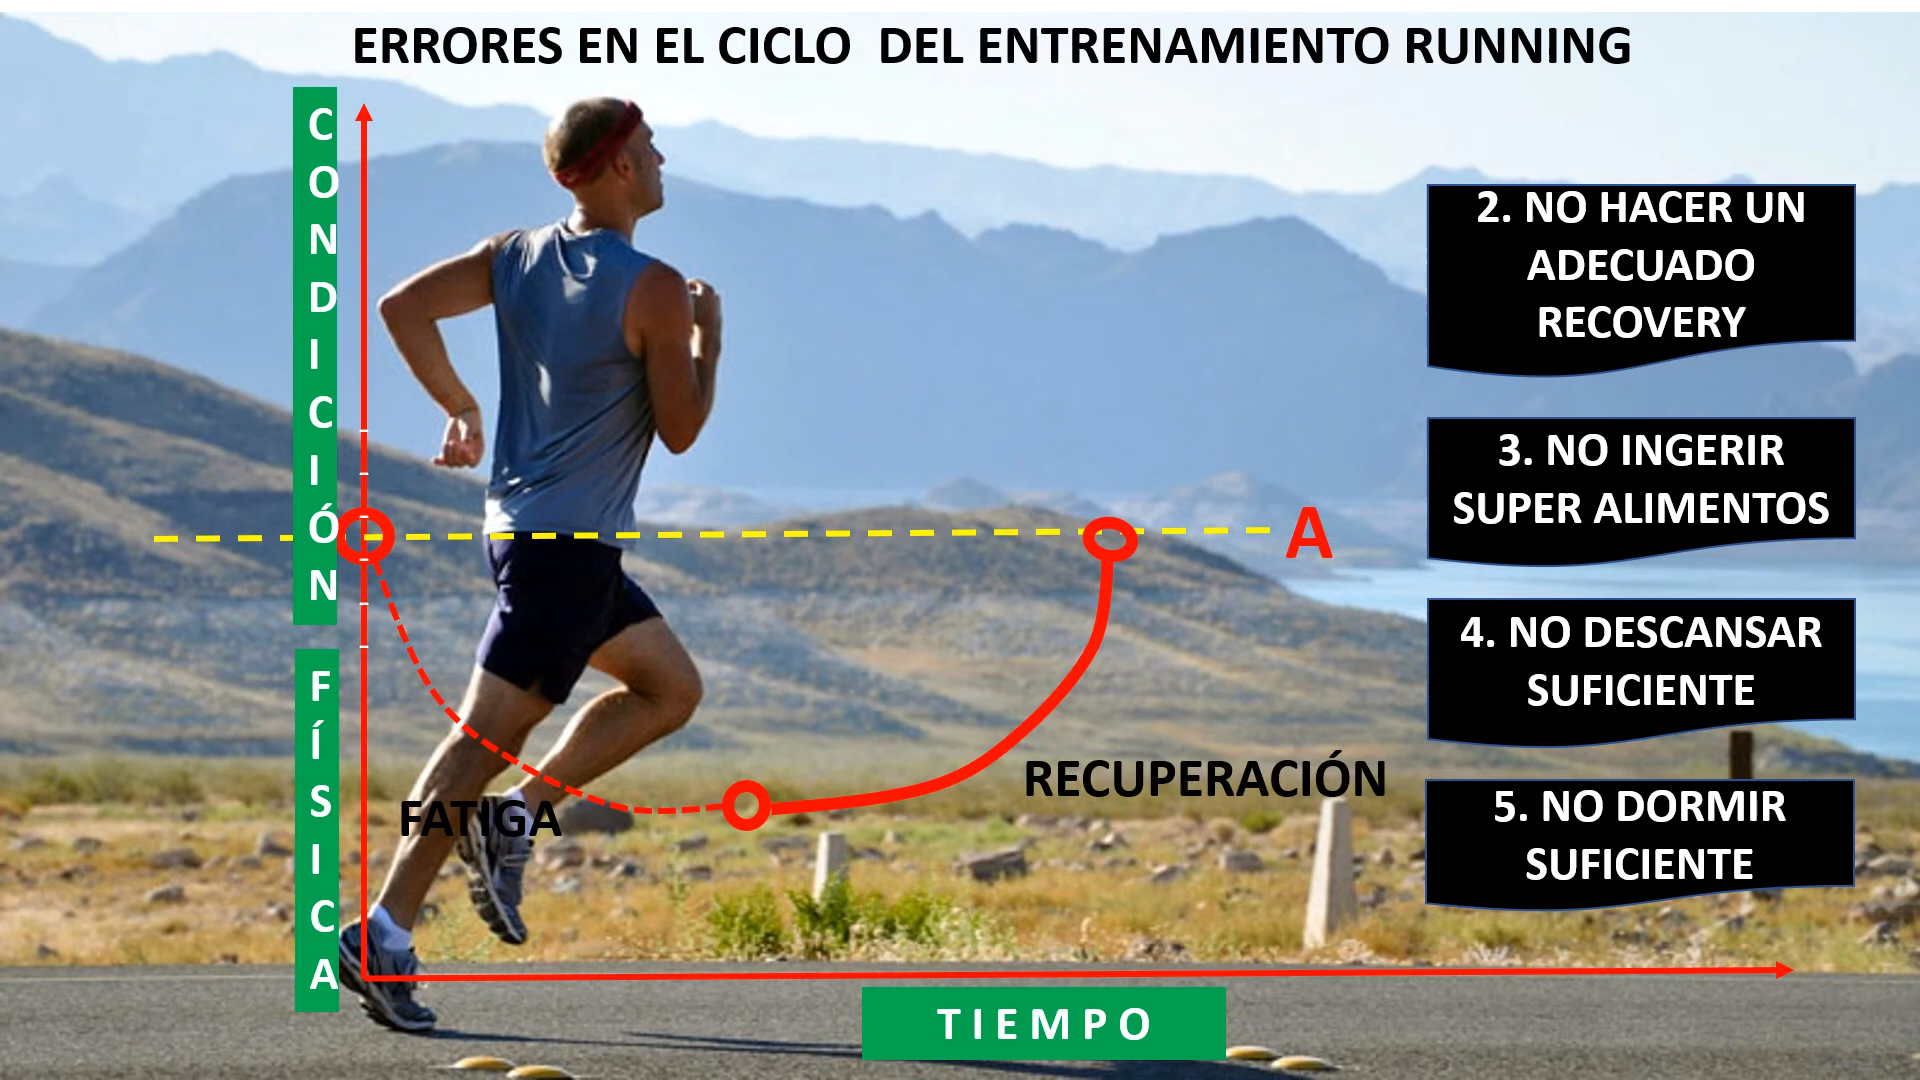 ERRORES EN EL CICLO DEL ENTRENAMIENTO RUNNING
CONDICIÓN
FÍSICA
2. NO HACER UN
ADECUADO
RECOVERY
3. NO INGERIR
SUPER ALIMENTOS
A
4. NO DESCANSAR
SUFICIENTE
RECUPERACIÓN
FATIGA
5. NO DORMIR
SUFICIENTE
TIEMPO